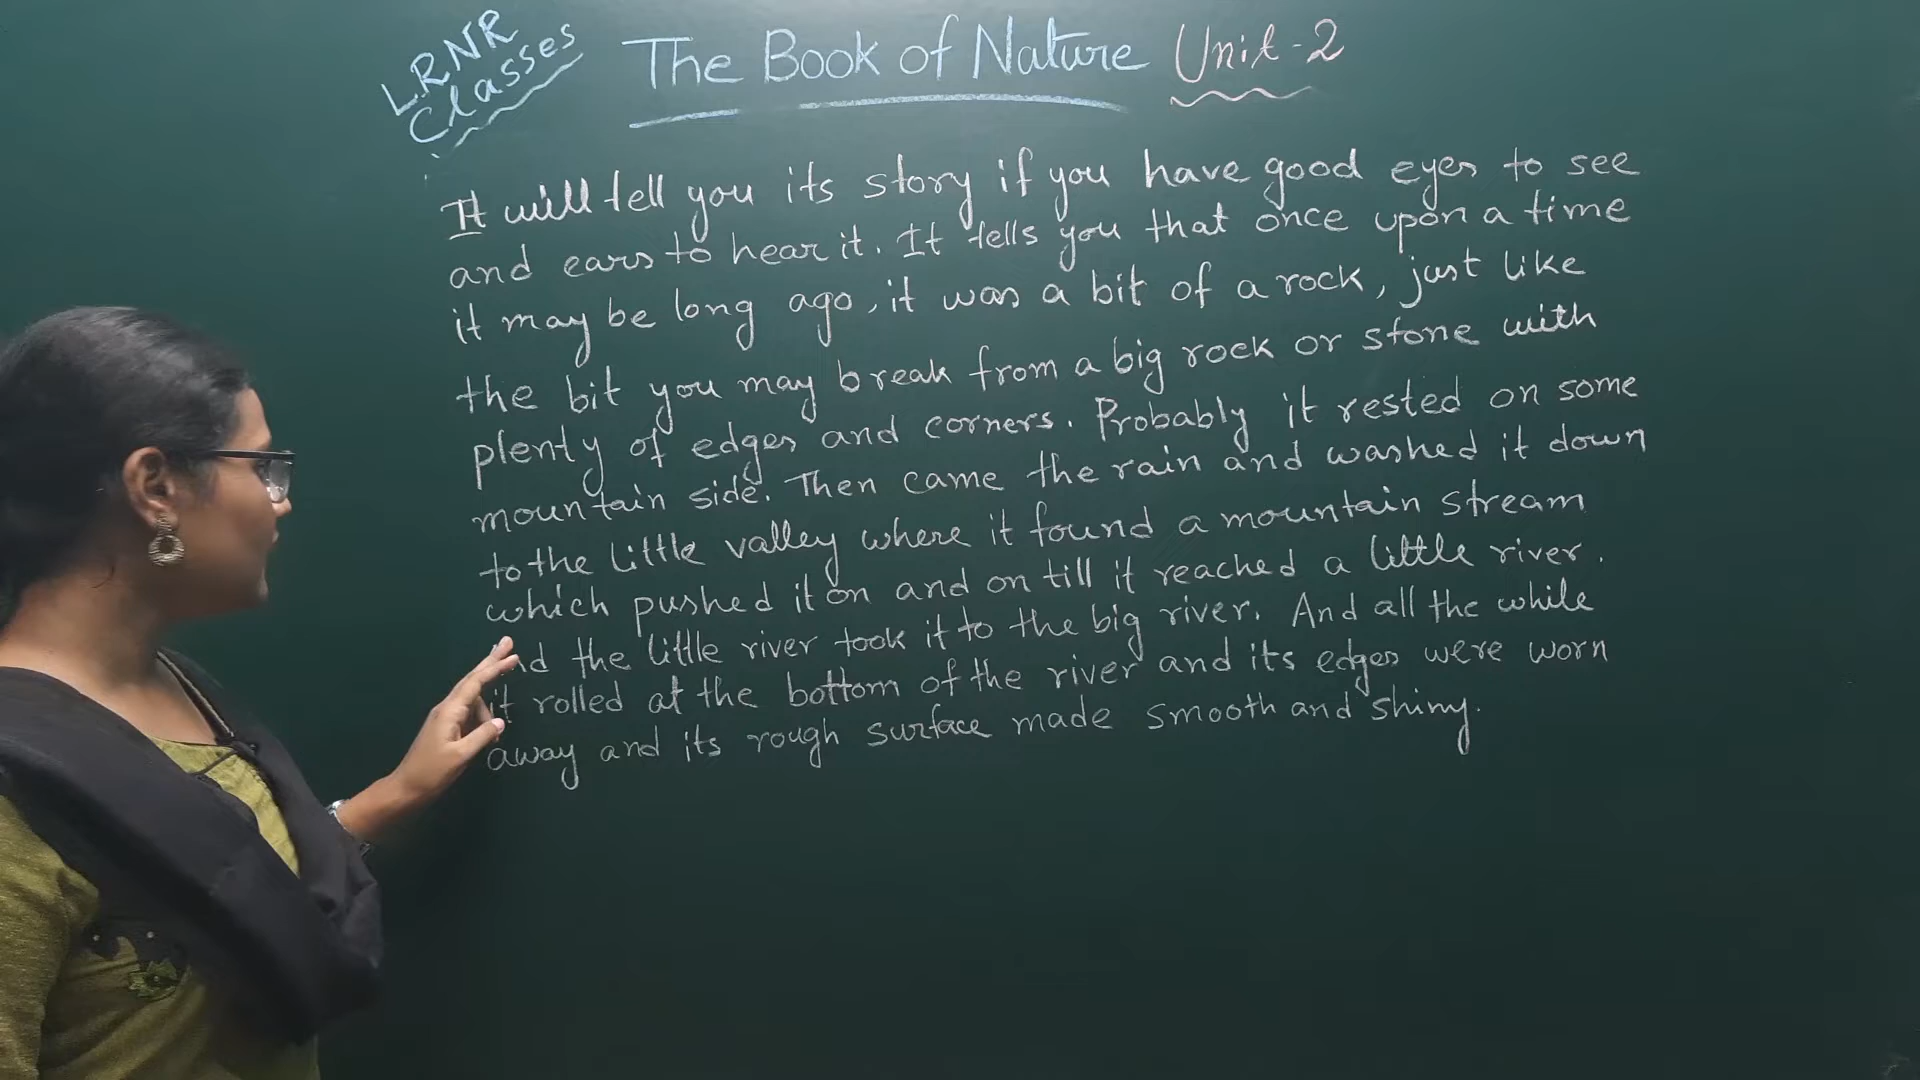 L.RNR
Classes
The Book of Nature Unit-2
It will tell you its story if you have good eyes to see
and ears to hear it. It tells you that once upon a time
it may be long ago, it was a bit of a rock, just like
the bit you may break from a big rock or stone with
plenty of edges and corners. Probably it rested on some
mountain side. Then came the rain and washed it down
to the little valley where it found a mountain stream
which pushed it on and on till it reached a little river.
and the little river took it to the big river. And all the while
it rolled at the bottom of the river and its edges were worn
away and its rough surface made smooth and shiny.